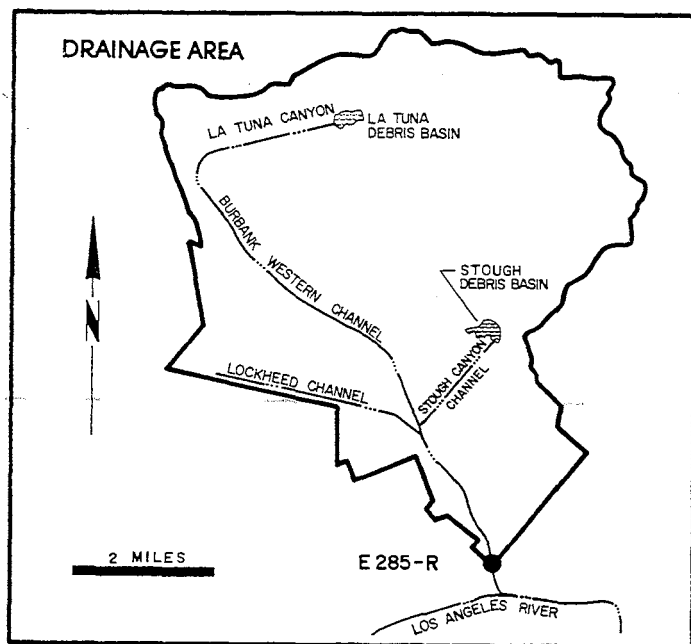 DRAINAGE AREA
LA TUNA CANYON
LA TUNA
DEBRIS BASIN
BURBANK WESTERN CHANNEL
STOUGH
DEBRIS BASIN
N
LOCKHEED CHANNEL
STOUGH CANYON
CHANNEL
2 MILES
E285-R
LOS ANGELES RIVER